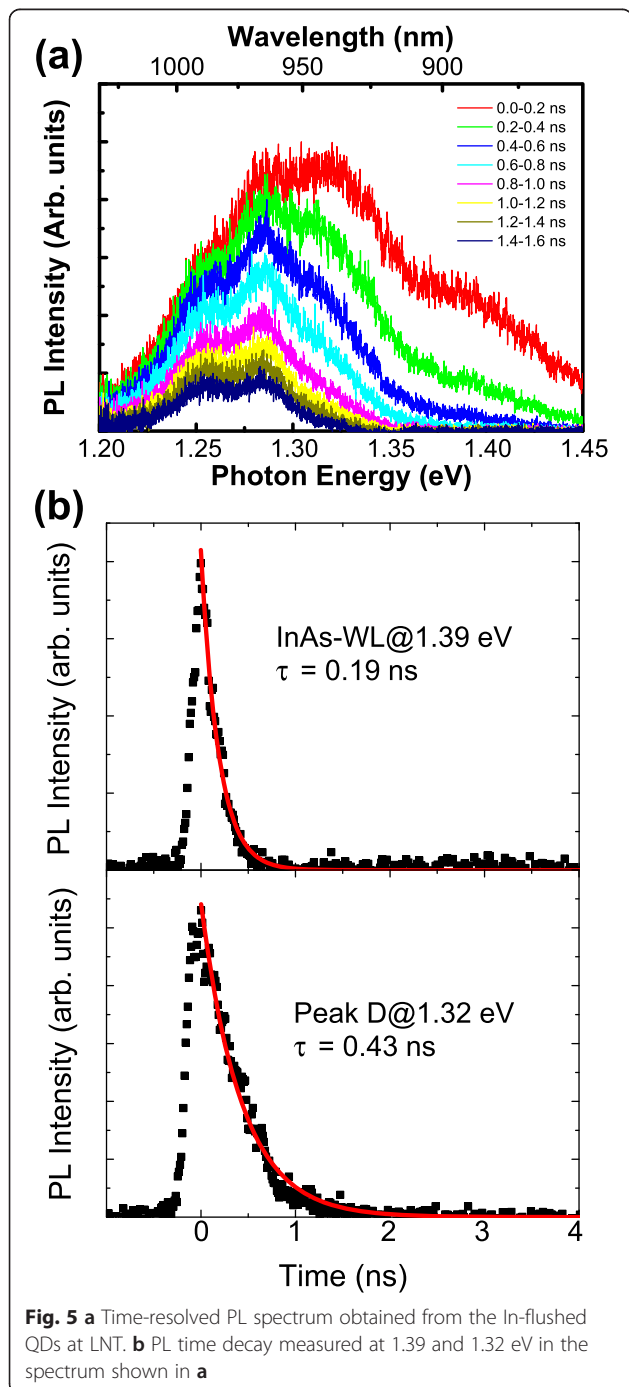 Wavelength (nm)
(a)
1000 950 900
0.0-0.2 ns
0.2-0.4 ns
0.4-0.6 ns
0.6-0.8 ns
0.8-1.0 ns
1.0-1.2 ns
1.2-1.4 ns
1.4-1.6 ns
PL Intensity (Arb. units)
1.20 1.25 1.30 1.35 1.40 1.45
Photon Energy (eV)
(b)
InAs-WL@1.39 eV
τ = 0.19 ns
PL Intensity (arb. units)
Peak D@1.32 eV
τ = 0.43 ns
PL Intensity (arb. units)
0 1 2 3 4
Time (ns)
Fig. 5 a Time-resolved PL spectrum obtained from the In-flushed
QDs at LNT. b PL time decay measured at 1.39 and 1.32 eV in the
spectrum shown in a